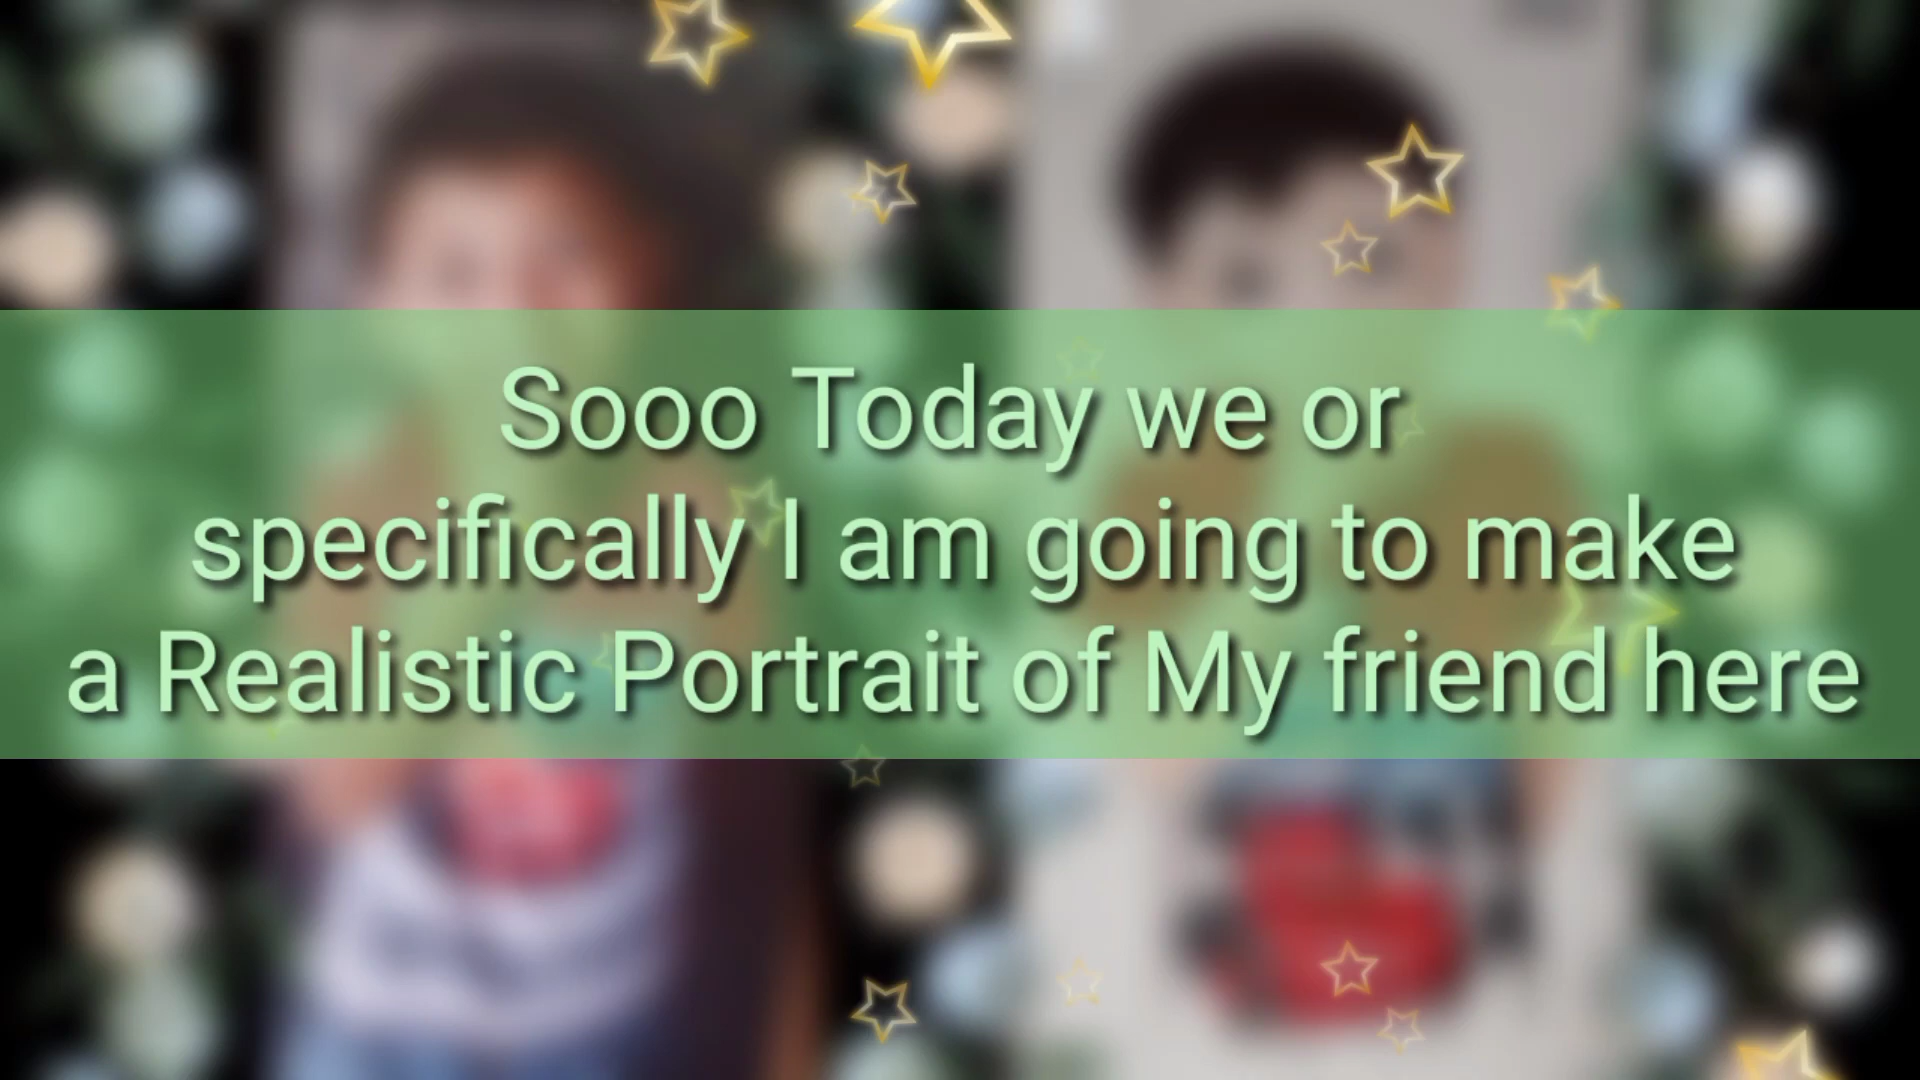 Sooo Today we or
specifically I am going to make
a Realistic Portrait of My friend here